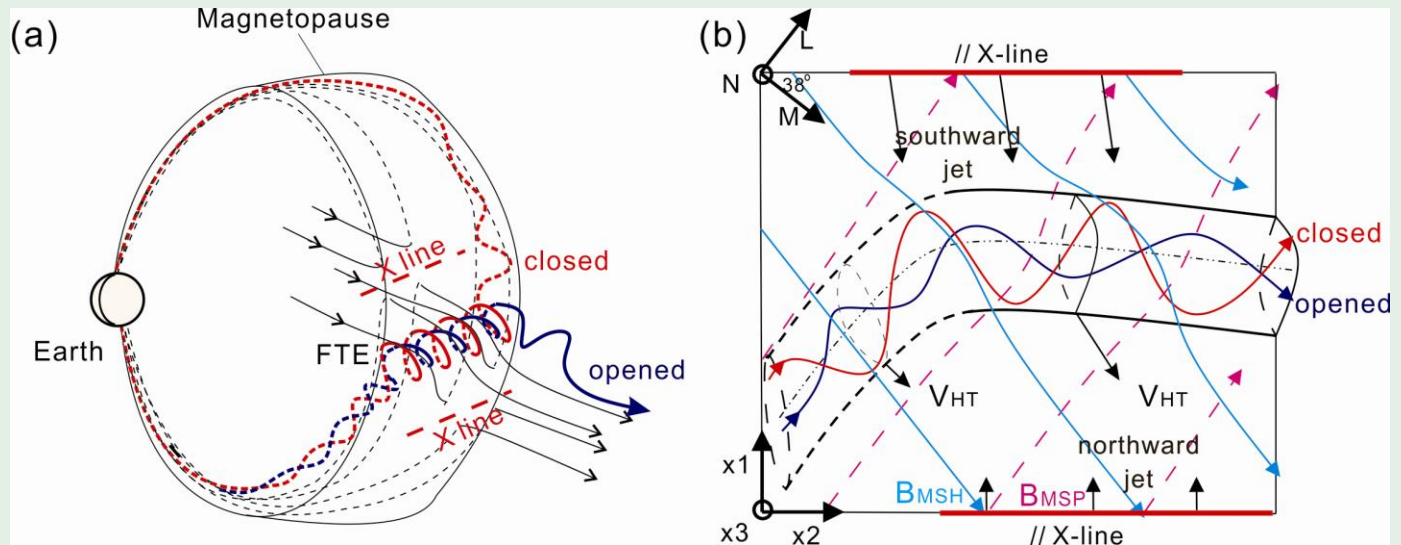 (a)
Magnetopause
X line
closed
Earth
FTE
opened
X line
(b)
L
// X-line
N
38°
M
southward
jet
closed
opened
VHT
VHT
northward
jet
x1
BMSH
BMSP
x3
x2
// X-line